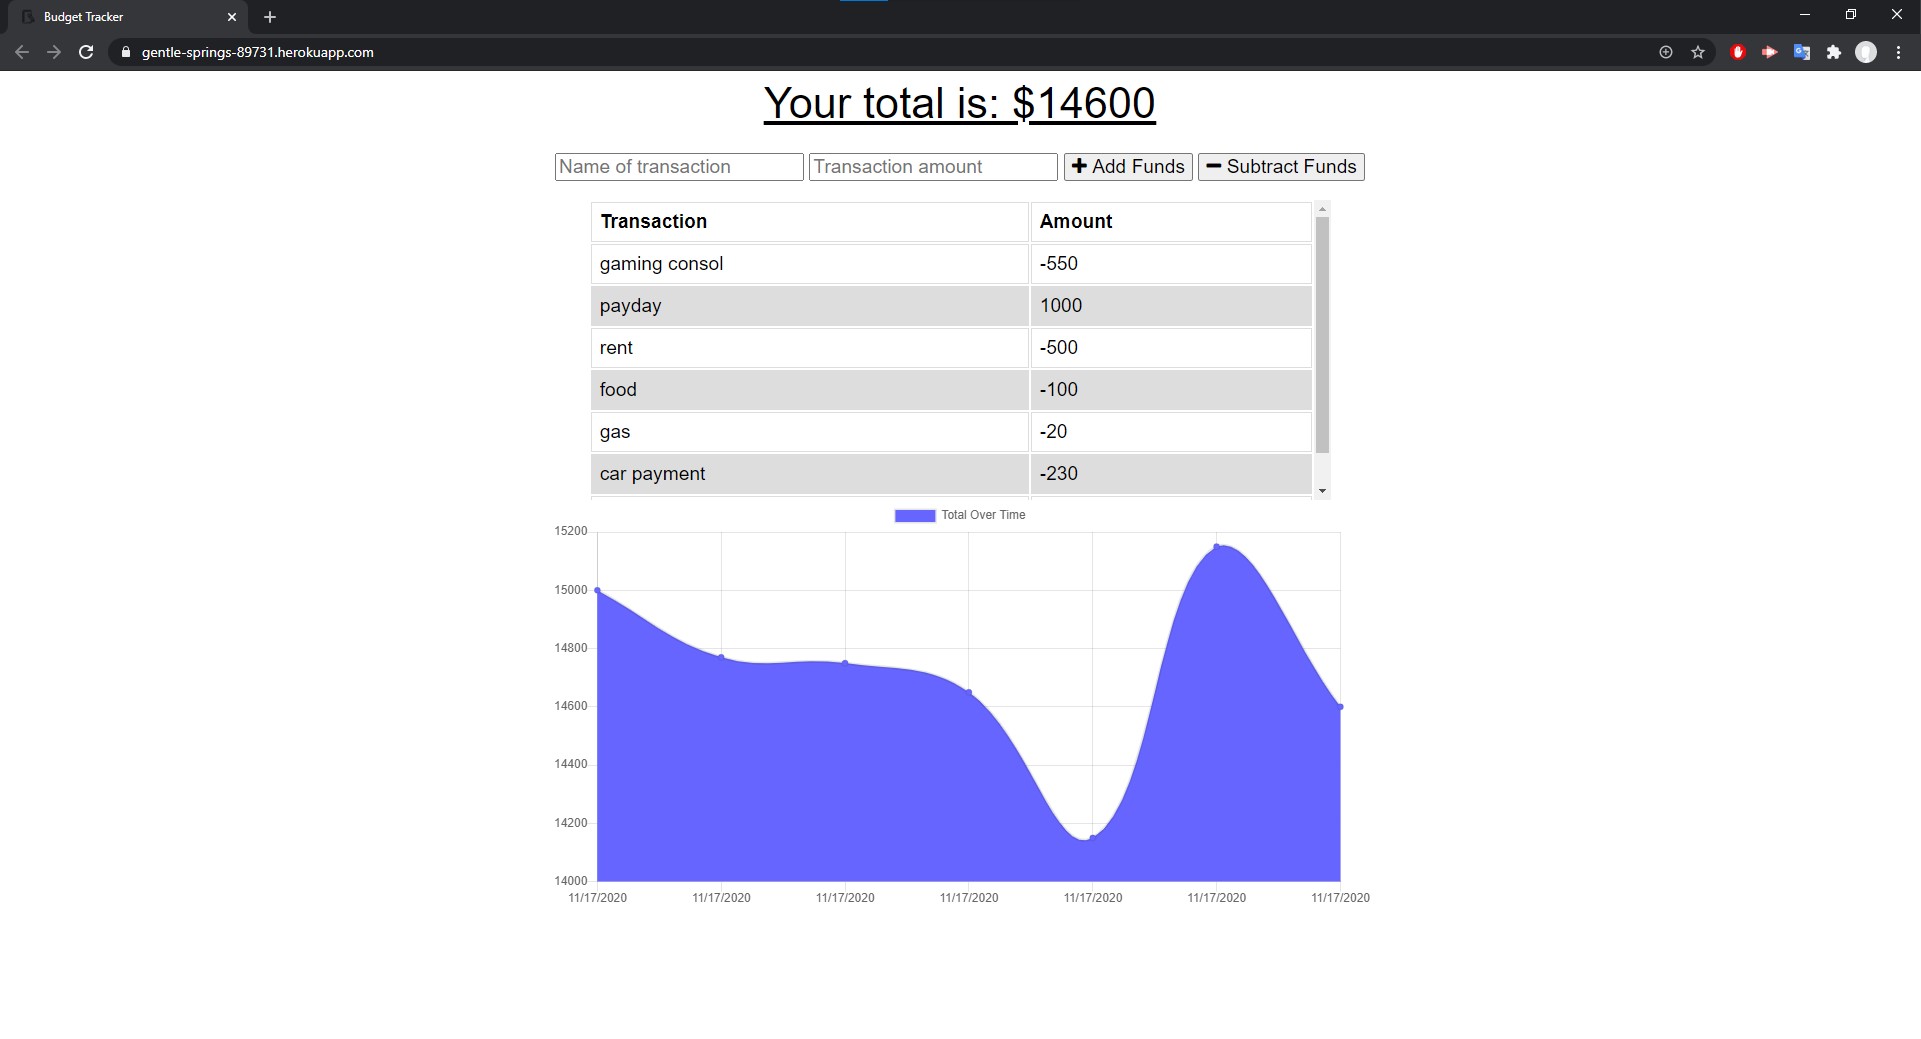 Budget Tracker
gentle-springs-89731.herokuapp.com
Your total is: $14600
Name of transaction Transaction amount Add Funds Subtract Funds
Transaction Amount
gaming consol -550
payday 1000
rent -500
food -100
gas -20
car payment -230
Total Over Time
15200
15000
14800
14600
14400
14200
14000
11/17/2020 11/17/2020 11/17/2020 11/17/2020 11/17/2020 11/17/2020 11/17/2020